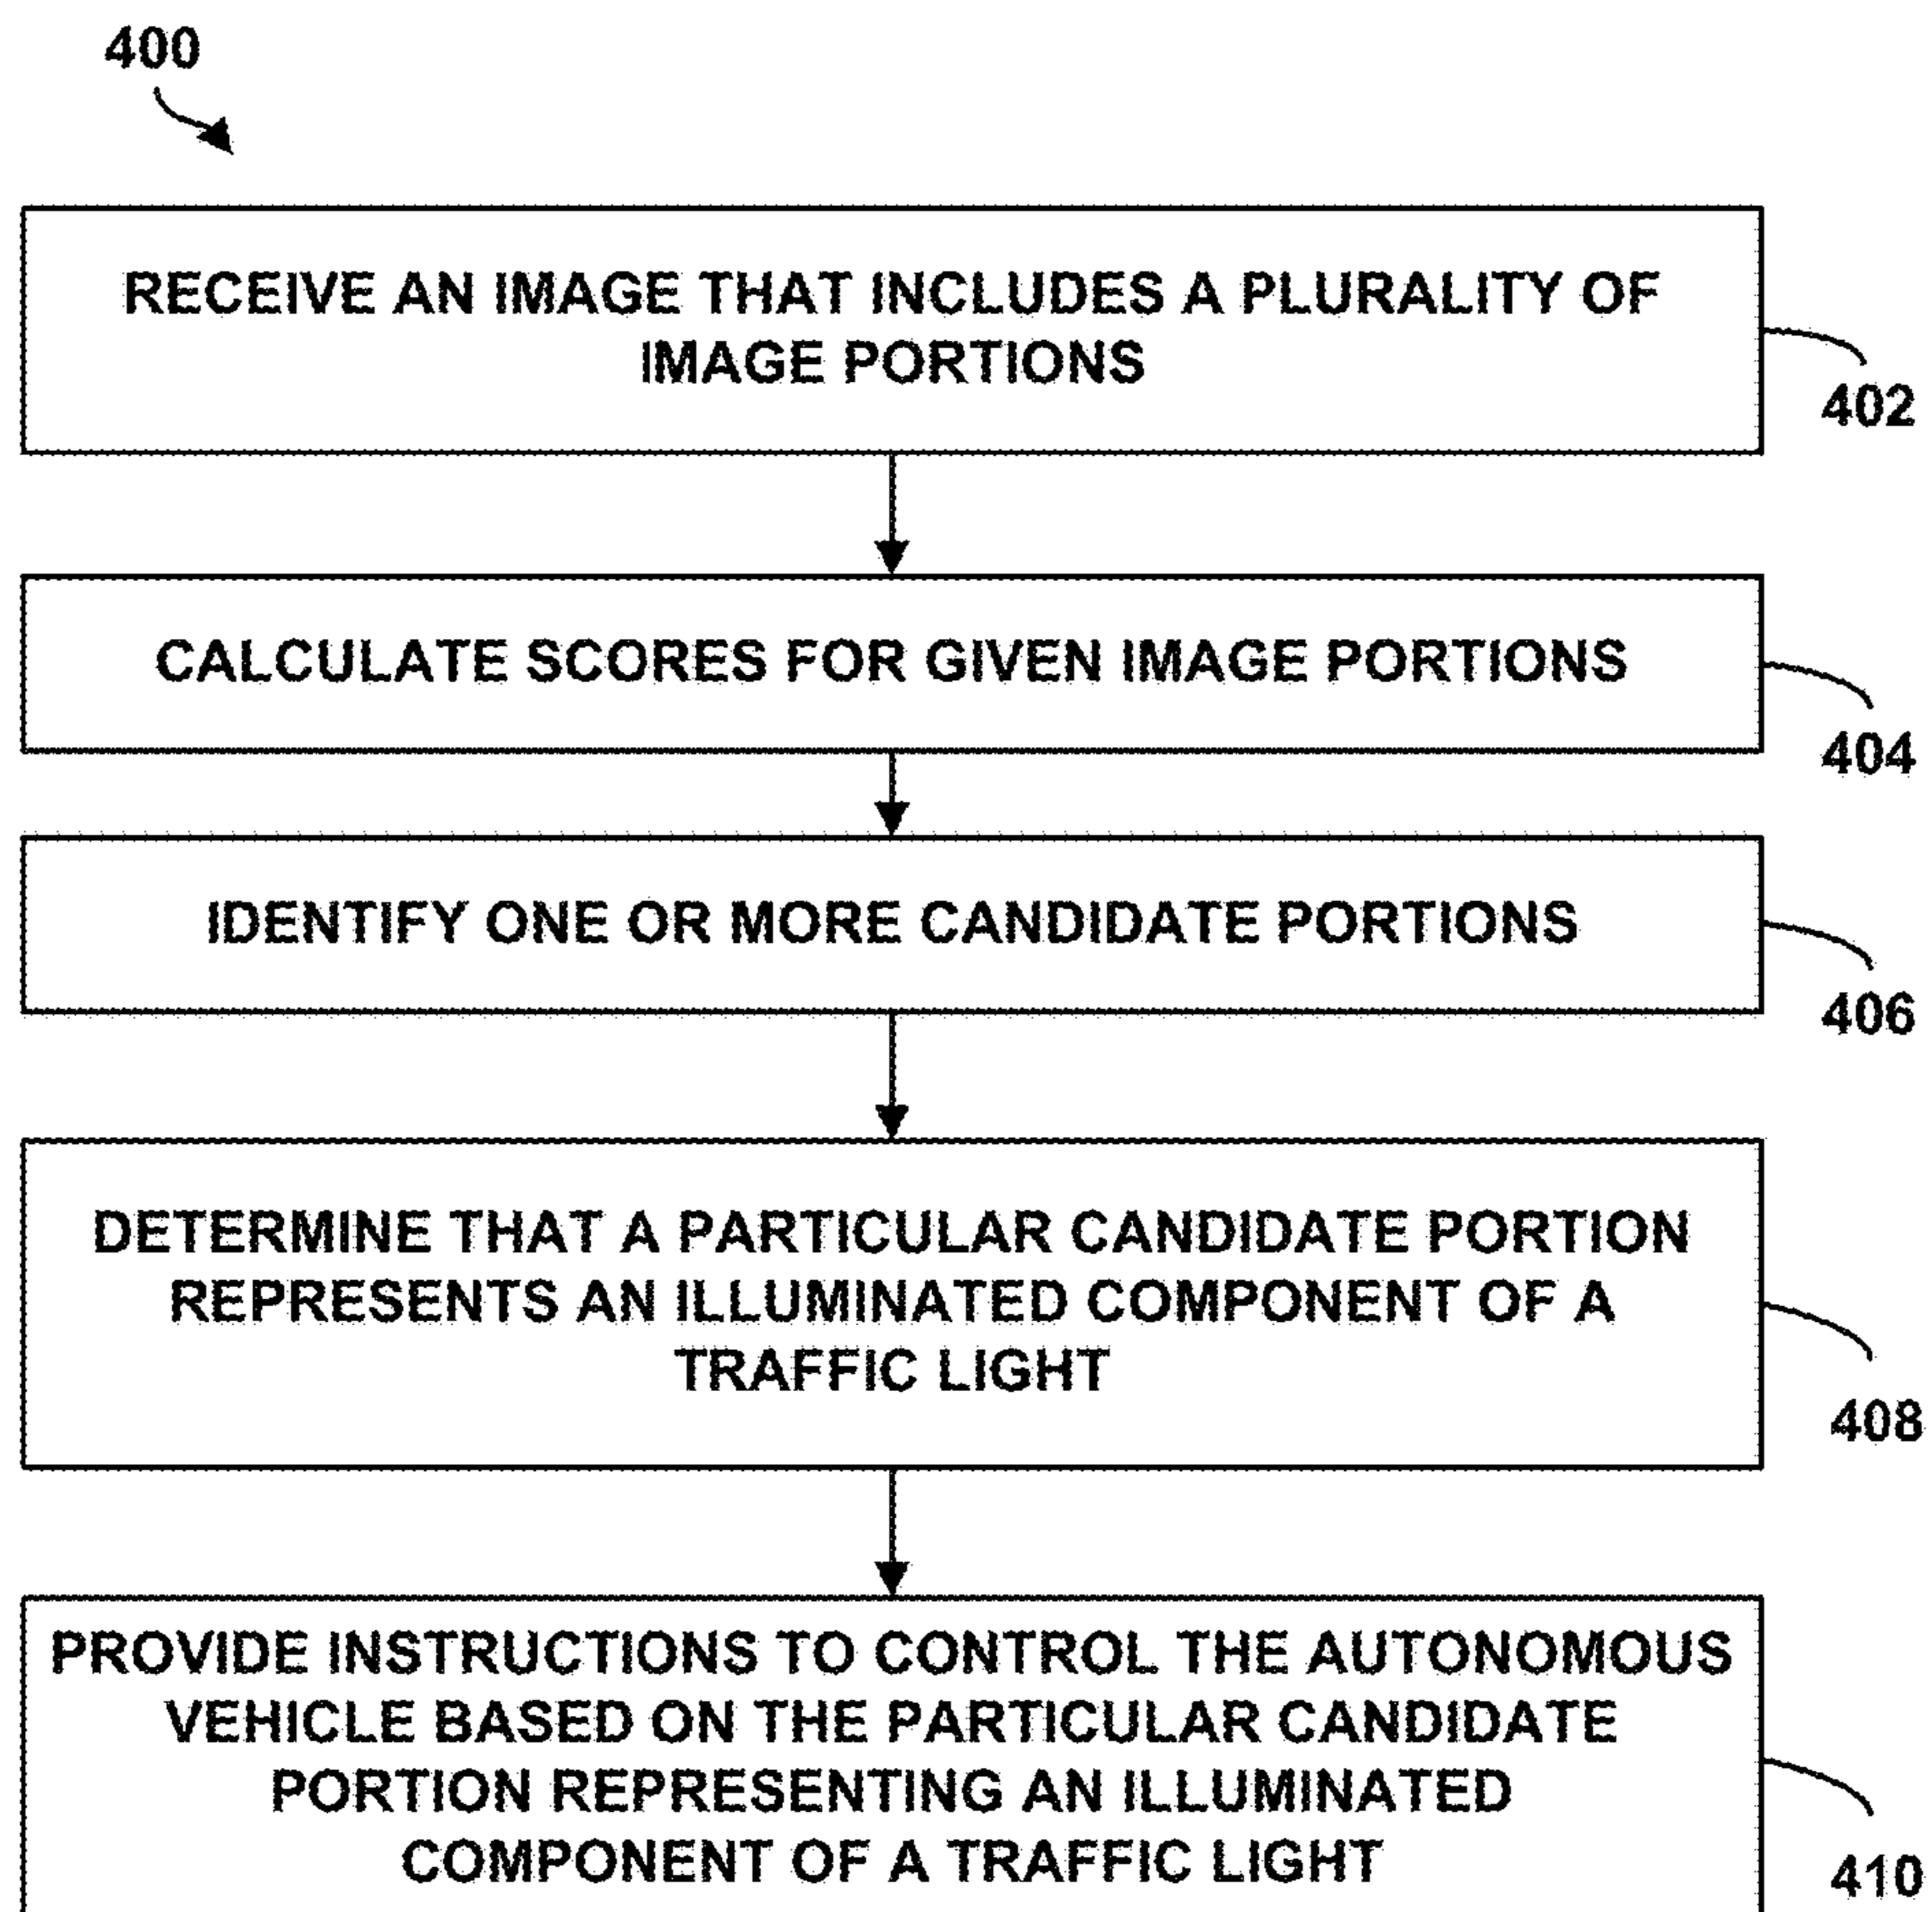 400
RECEIVE AN IMAGE THAT INCLUDES A PLURALITY OF
IMAGE PORTIONS
402
CALCULATE SCORES FOR GIVEN IMAGE PORTIONS
404
IDENTIFY ONE OR MORE CANDIDATE PORTIONS
406
DETERMINE THAT A PARTICULAR CANDIDATE PORTION
REPRESENTS AN ILLUMINATED COMPONENT OF A
TRAFFIC LIGHT
408
PROVIDE INSTRUCTIONS TO CONTROL THE AUTONOMOUS
VEHICLE BASED ON THE PARTICULAR CANDIDATE
PORTION REPRESENTING AN ILLUMINATED
COMPONENT OF A TRAFFIC LIGHT
410